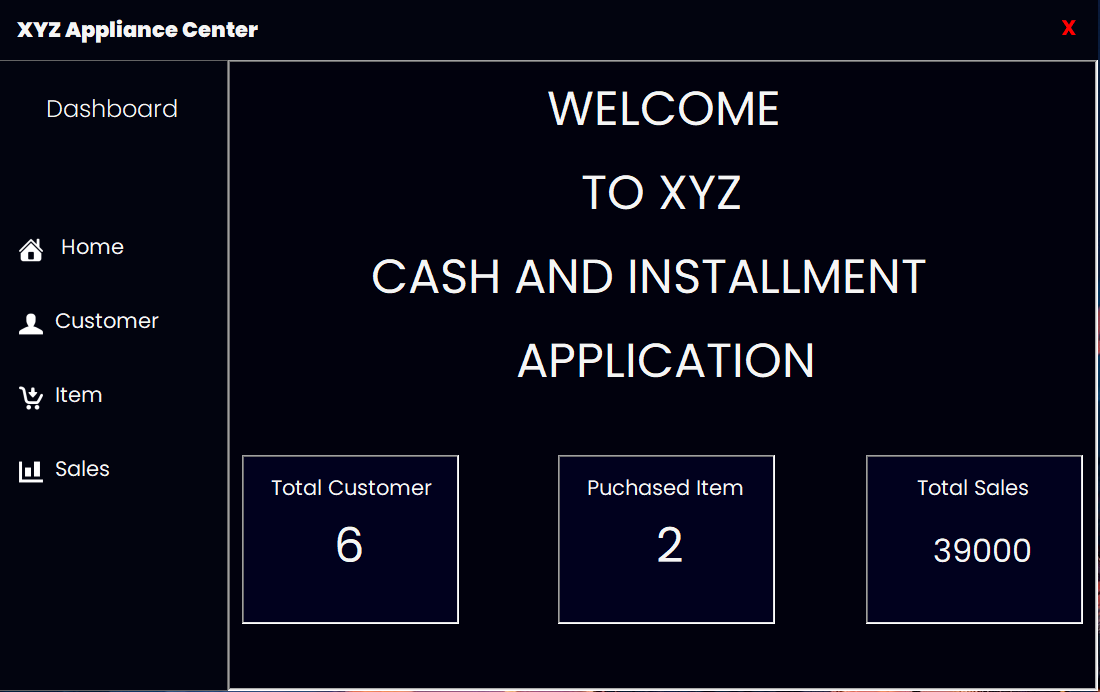 XYZ Appliance Center
X
Dashboard
Home
Customer
Item
Sales
WELCOME
TO XYZ
CASH AND INSTALLMENT
APPLICATION
Total Customer
6
Puchased Item
2
Total Sales
39000